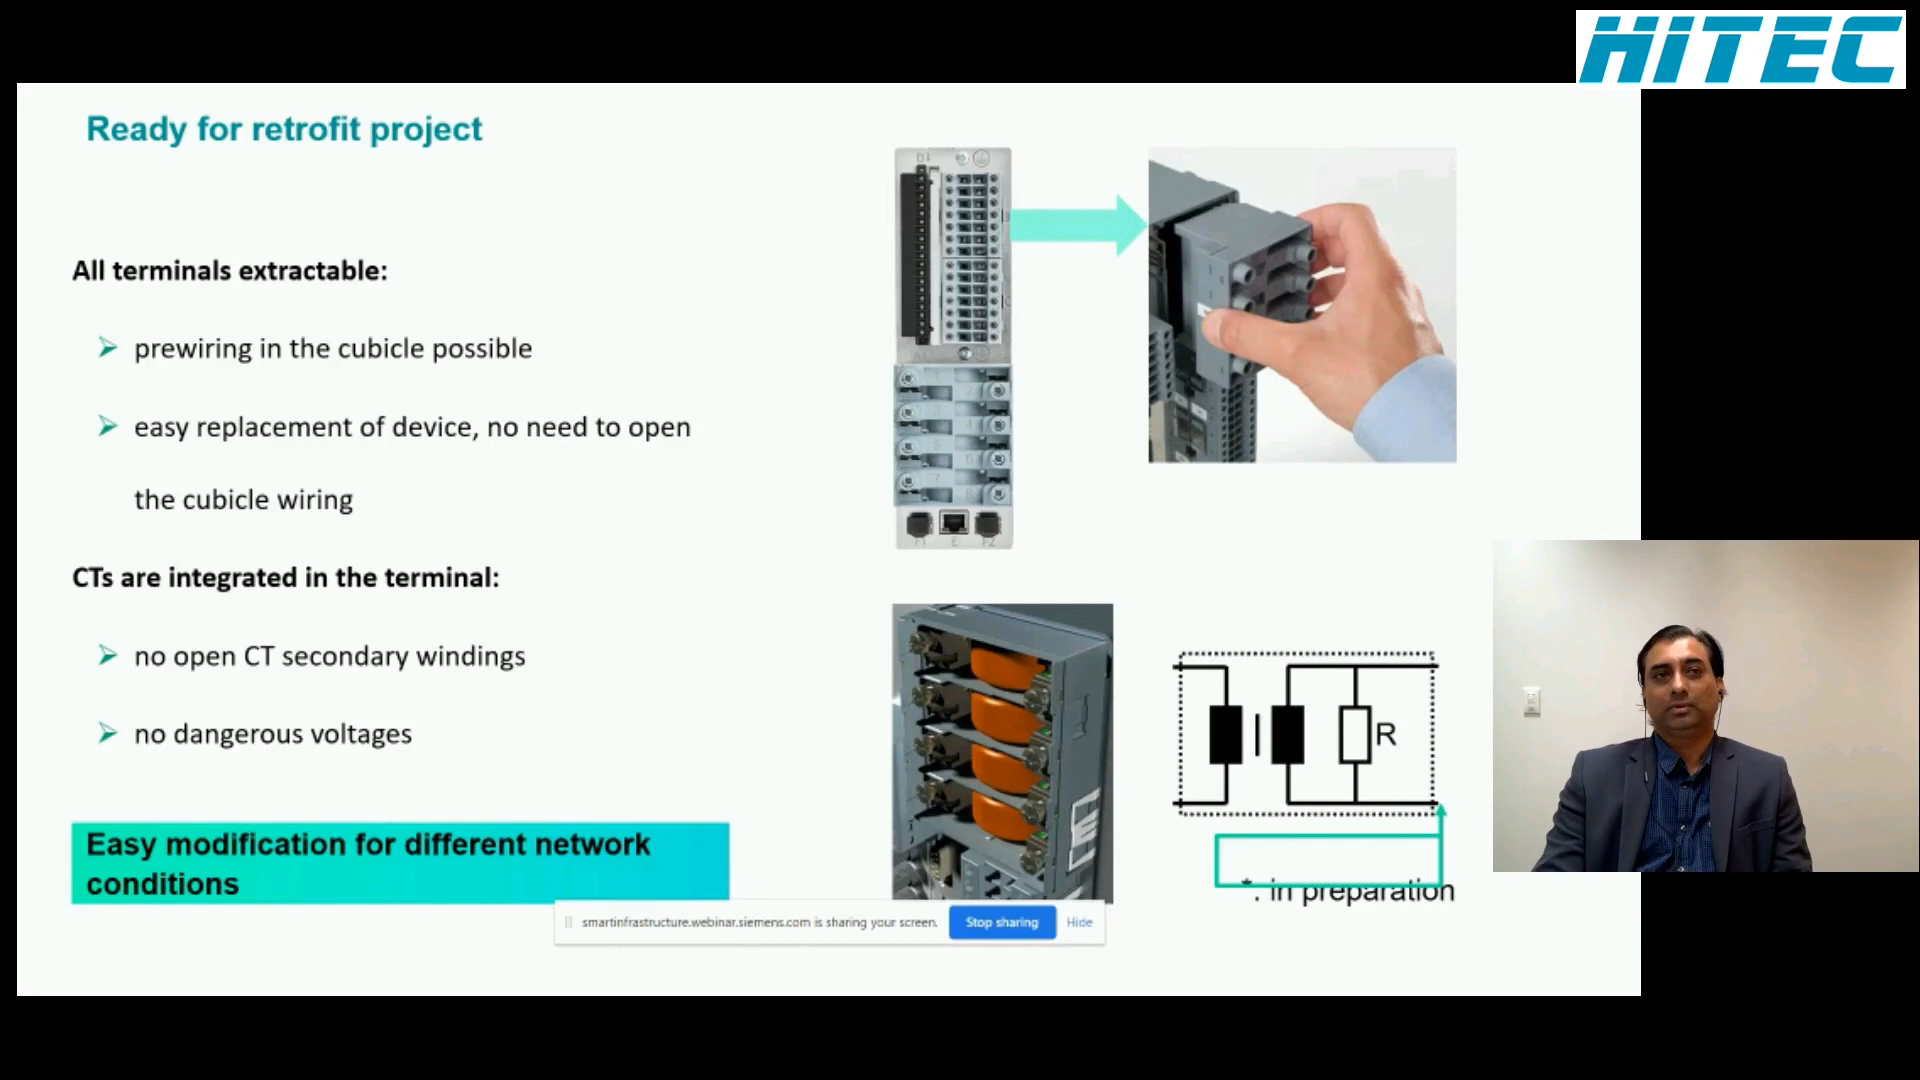 HITEC
Ready for retrofit project
All terminals extractable:
prewiring in the cubicle possible
easy replacement of device, no need to open
the cubicle wiring
CTs are integrated in the terminal:
no open CT secondary windings
no dangerous voltages
Easy modification for different network
conditions
R
*: in preparation
smartinfrastructure.webinar.siemens.com is sharing your screen.
Stop sharing
Hide